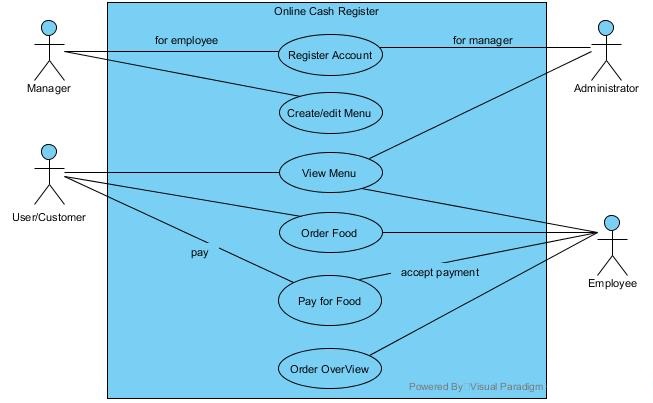 Online Cash Register
for employee
for manager
Register Account
Manager
Administrator
Create/edit Menu
View Menu
User/Customer
Order Food
pay
accept payment
Employee
Pay for Food
Order OverView
Powered By Visual Paradigm